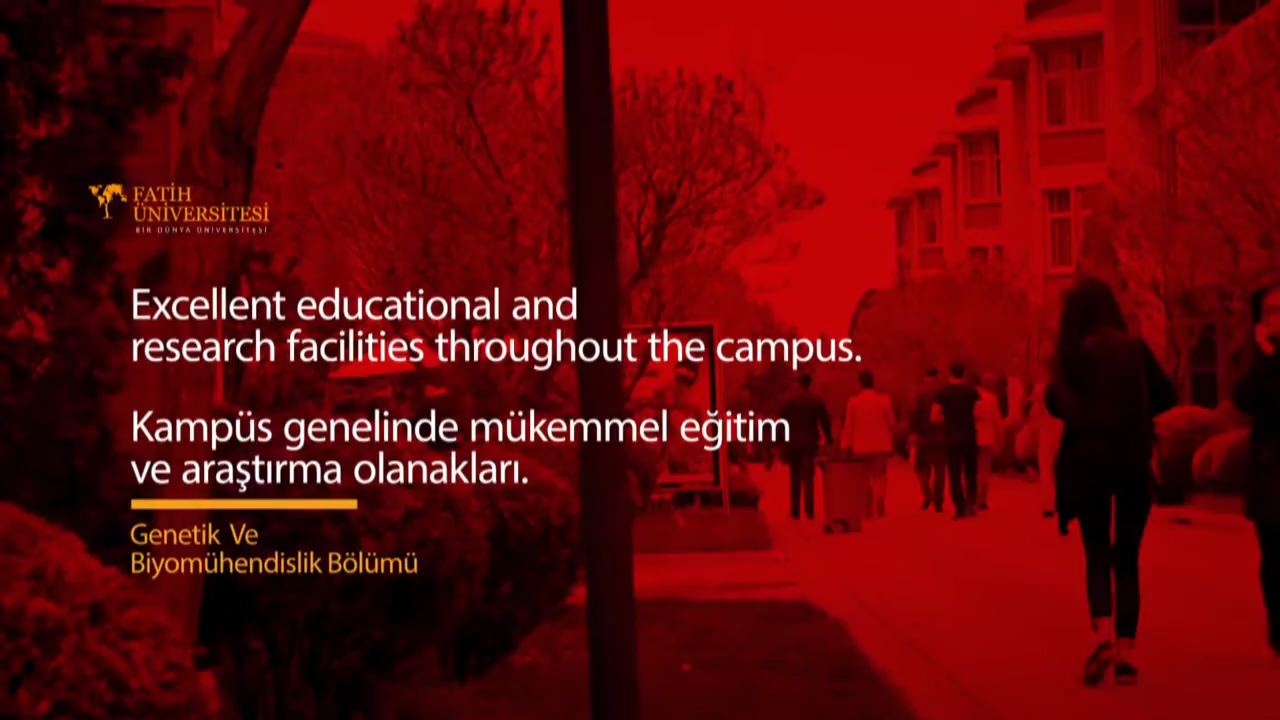 FATİH
ÜNİVERSİTESİ
BİR DÜNYA ÜNİVERSİTESİ
Excellent educational and
research facilities throughout the campus.
Kampüs genelinde mükemmel eğitim
ve araştırma olanakları.
Genetik Ve
Biyomühendislik Bölümü